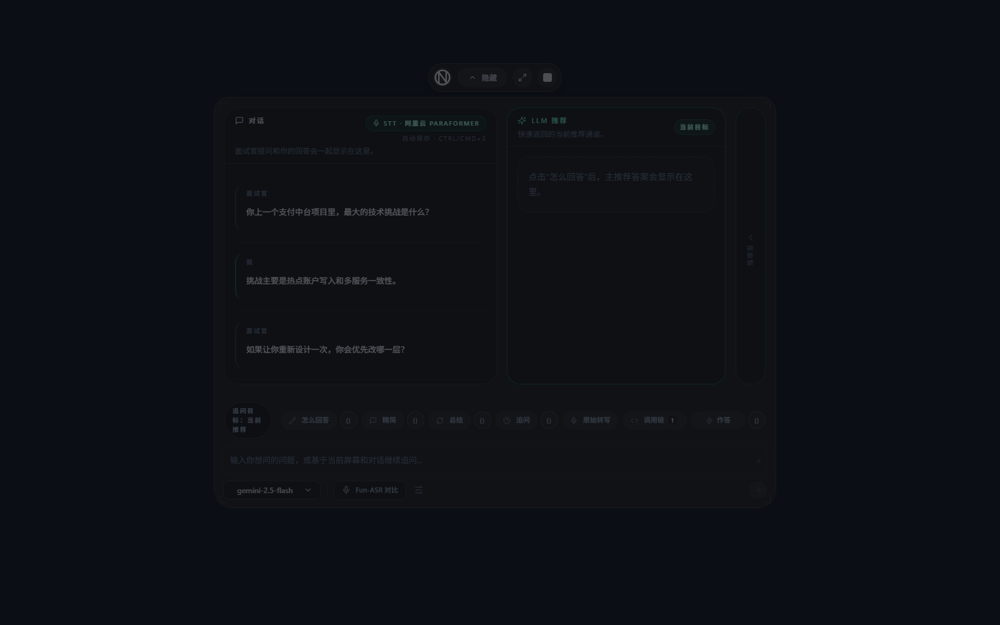 隐藏
对话
STT · 阿里云 PARAFORMER
自动保存 · CTRL/CMD+S
面试官提问和你的回答会一起显示在这里。
面试官
你上一个支付中台项目里，最大的技术挑战是什么？
我
挑战主要是热点账户写入和多服务一致性。
面试官
如果让你重新设计一次，你会优先改哪一层？
LLM 推荐
当前目标
快速返回的当前推荐通道。
点击“怎么回答”后，主推荐答案会显示在这
里。
追问目
标：当前
推荐
怎么回答
{}
精简
{}
总结
{}
追问
{}
原始转写
调用链 1
作答
{}
输入你想问的问题，或基于当前屏幕和对话继续追问...
gemini-2.5-flash
Fun-ASR 对比